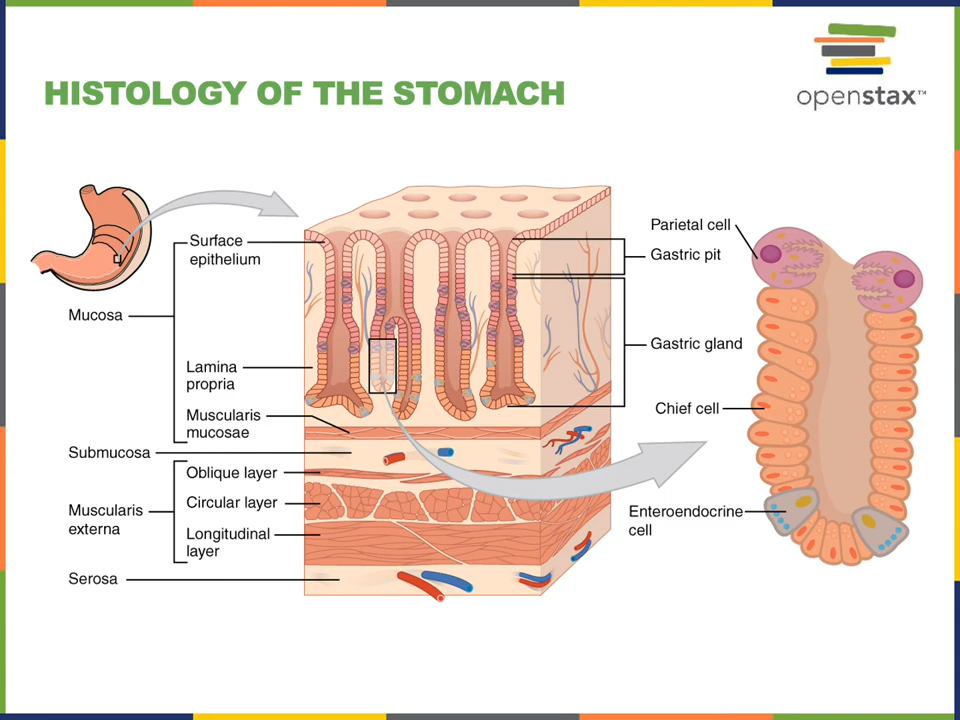 HISTOLOGY OF THE STOMACH
openstax™
Surface
epithelium
Mucosa
Lamina
propria
Muscularis
mucosae
Submucosa
Oblique layer
Circular layer
Muscularis
externa
Longitudinal
layer
Serosa
Parietal cell
Gastric pit
Gastric gland
Chief cell
Enteroendocrine
cell